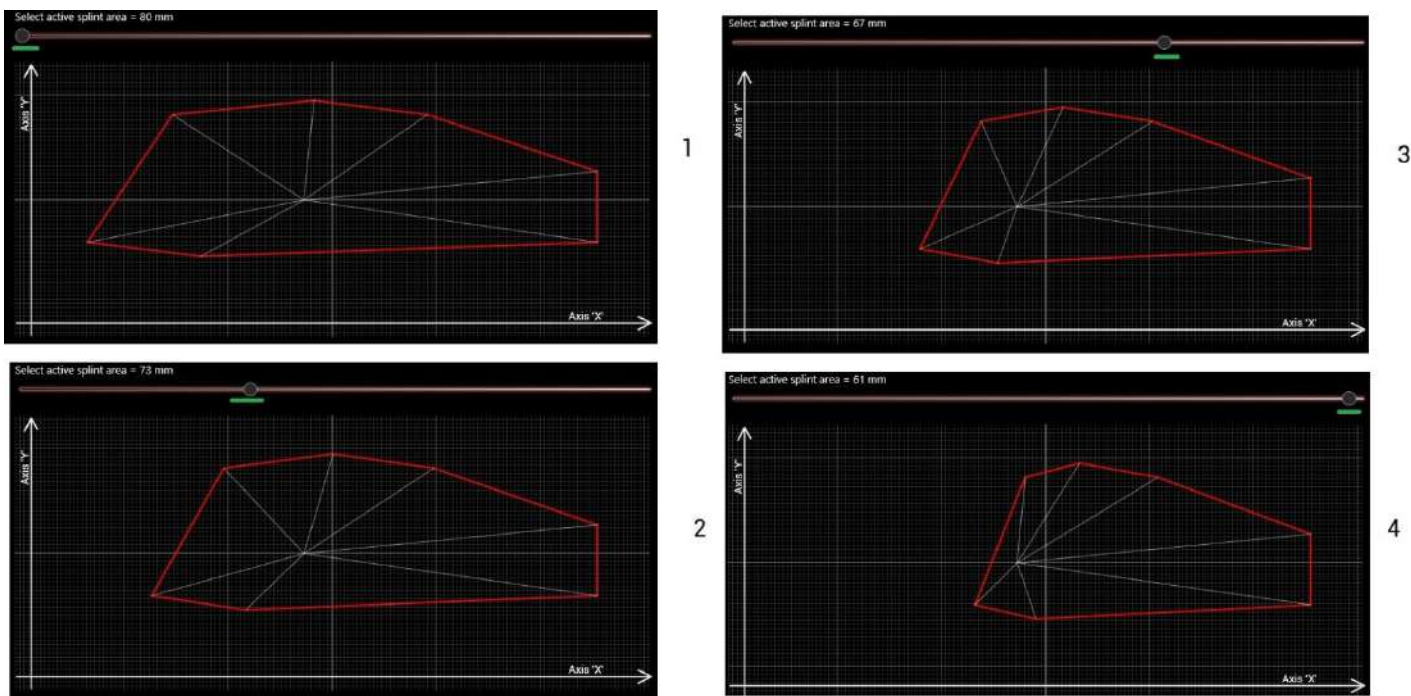 Select active splint area = 80 mm
Axis 'Y'
Axis 'X'
1
Select active splint area = 73 mm
Axis 'Y'
Axis 'X'
2
Select active splint area = 67 mm
Axis 'Y'
Axis 'X'
3
Select active splint area = 61 mm
Axis 'Y'
Axis 'X'
4